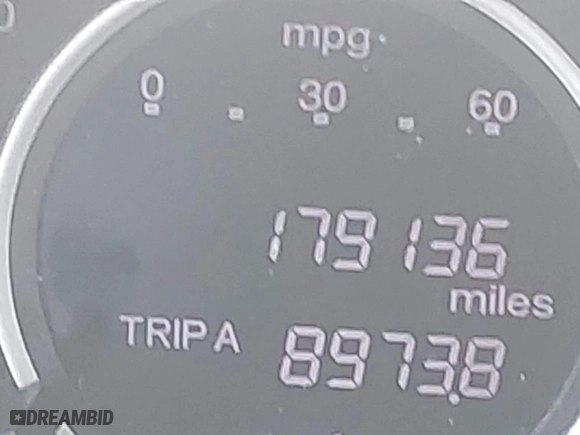 mpg
0 30 60
179136
miles
TRIP A 8973.8
DREAMBID